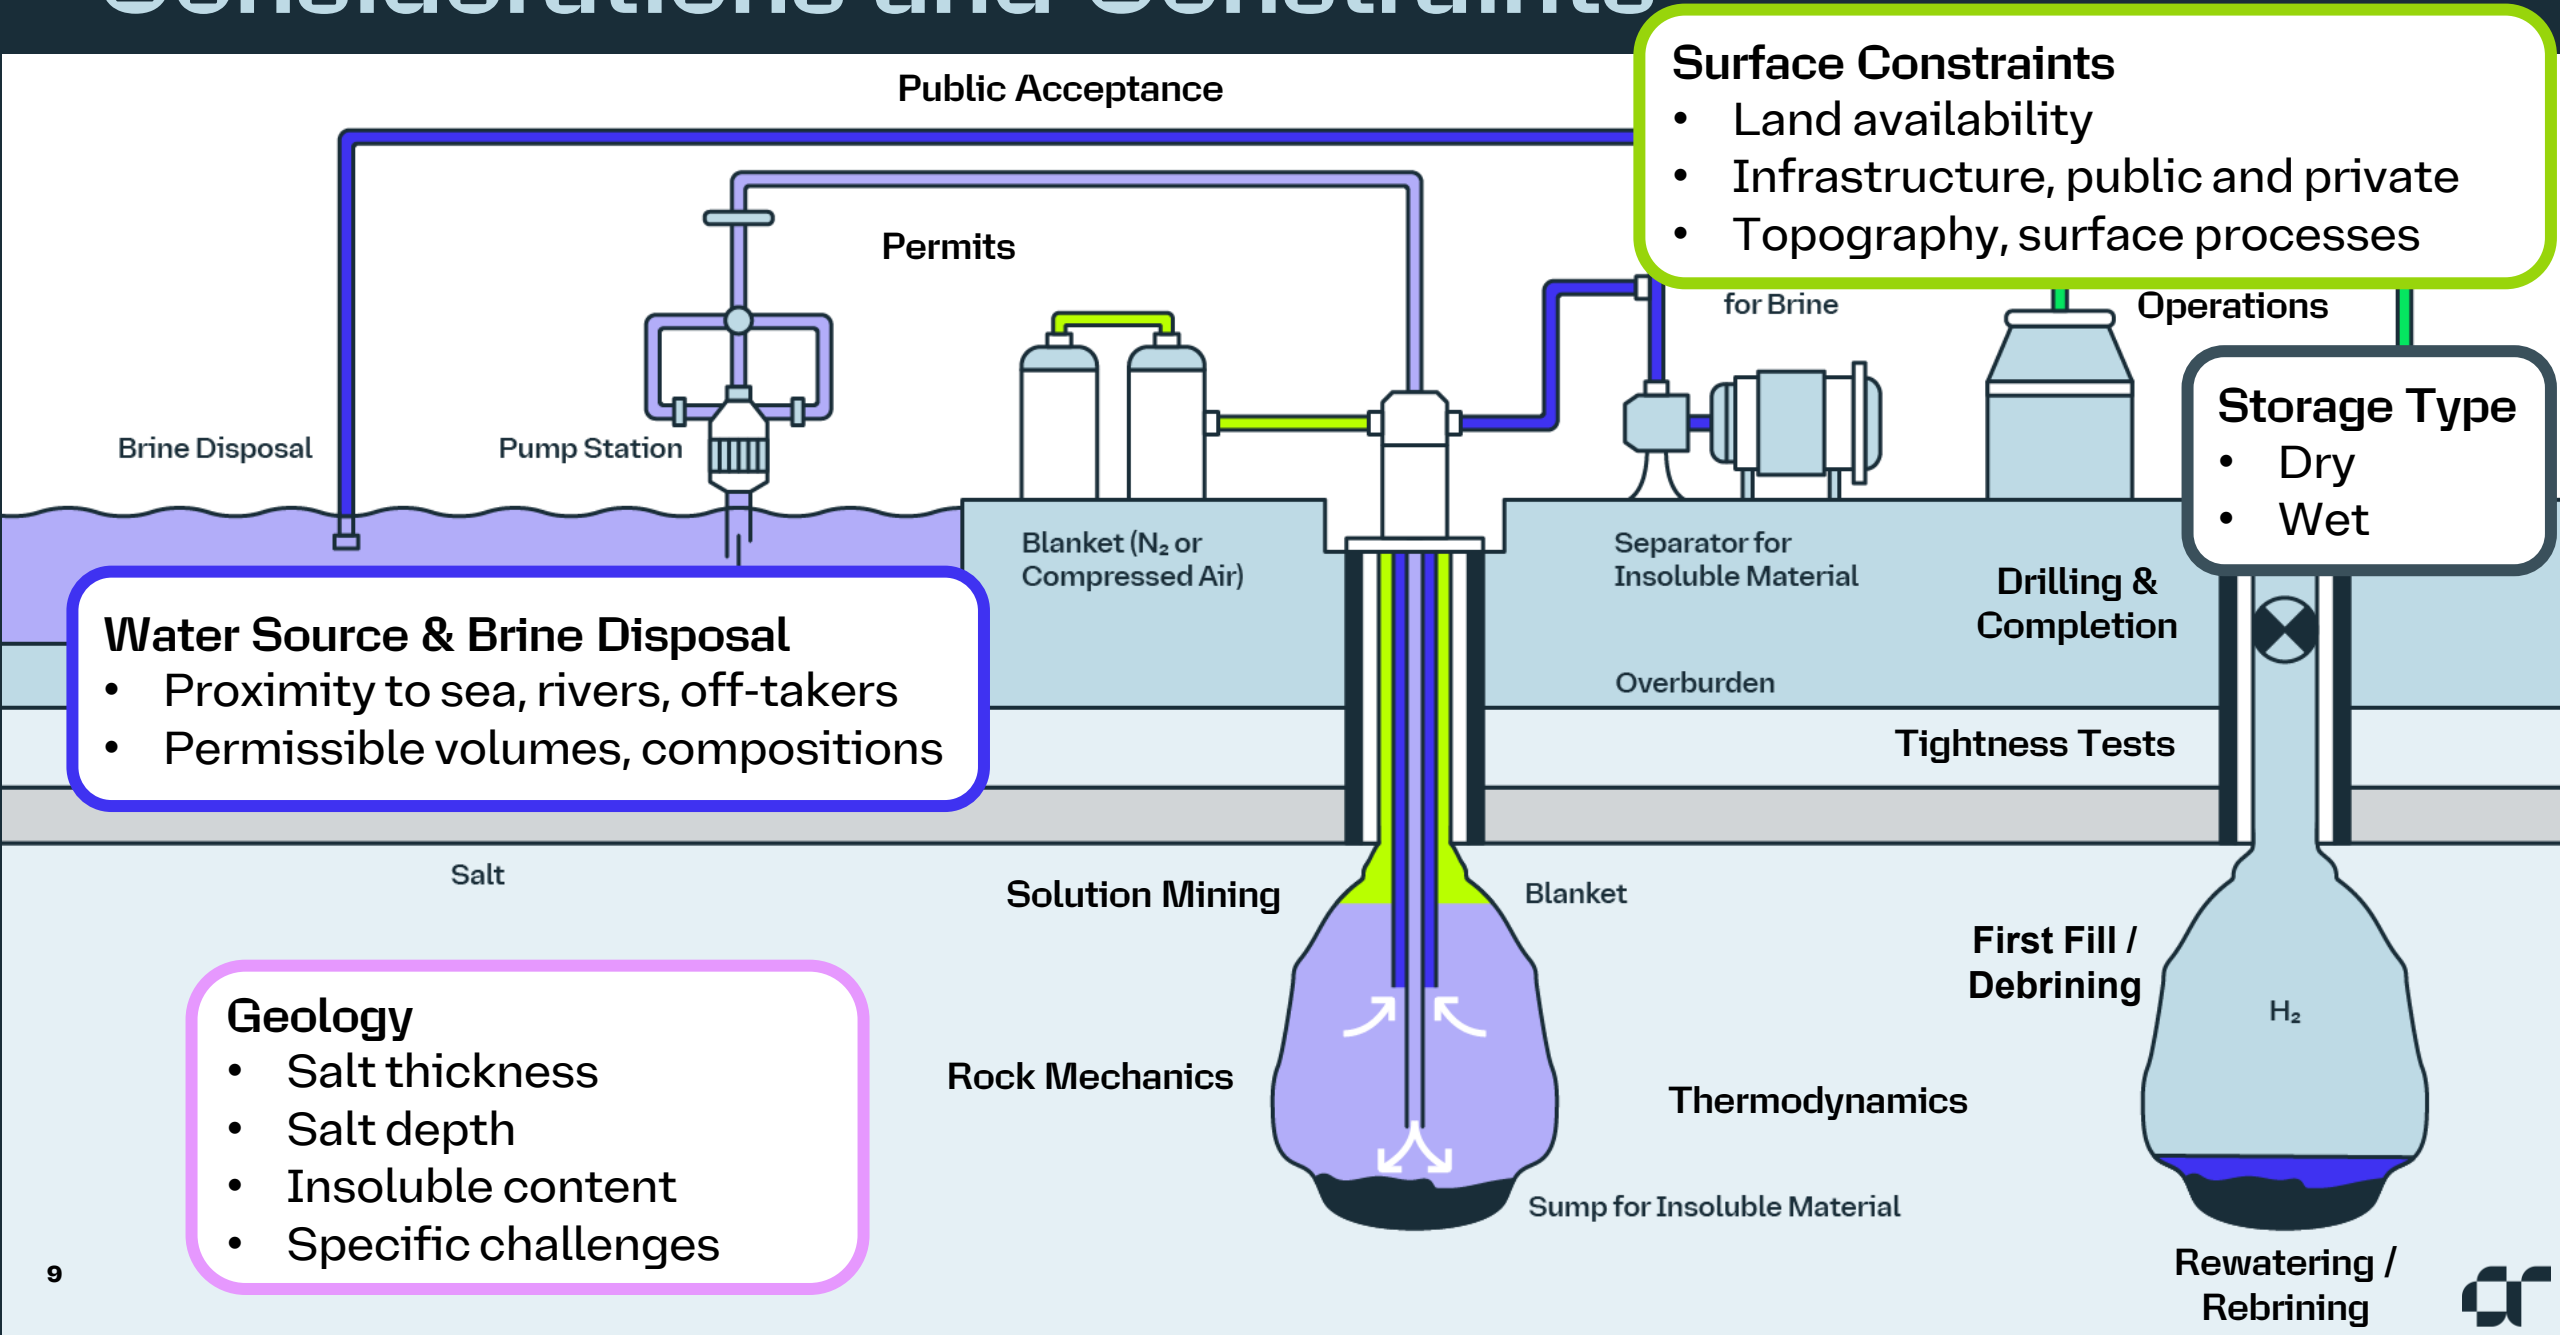 Considerations and Constraints
Public Acceptance
Surface Constraints
• Land availability
• Infrastructure, public and private
• Topography, surface processes
Permits
for Brine
Operations
Storage Type
• Dry
• Wet
Brine Disposal
Pump Station
Blanket (N₂ or
Compressed Air)
Separator for
Insoluble Material
Drilling &
Completion
Water Source & Brine Disposal
• Proximity to sea, rivers, off-takers
• Permissible volumes, compositions
Overburden
Tightness Tests
Salt
Solution Mining
Blanket
First Fill /
Debrining
H₂
Geology
• Salt thickness
• Salt depth
• Insoluble content
• Specific challenges
Rock Mechanics
Thermodynamics
Sump for Insoluble Material
Rewatering /
Rebrining
9